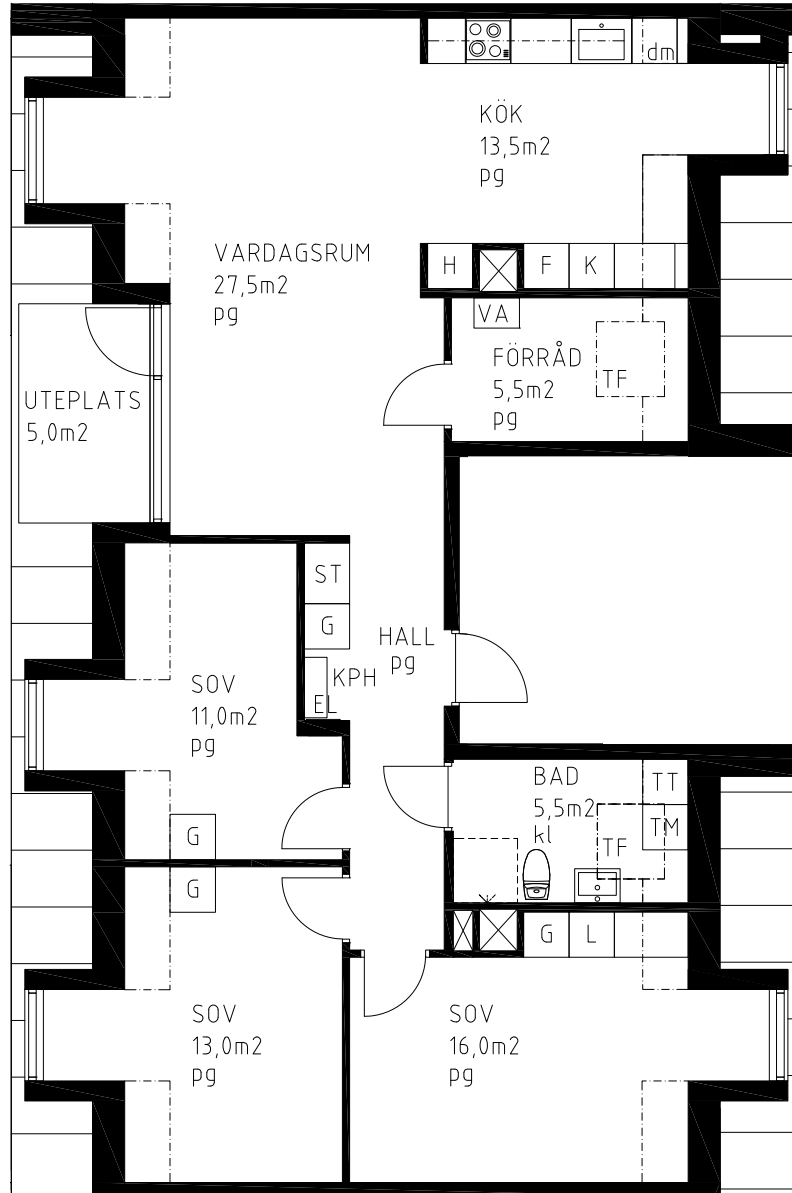 dm
KÖK
13,5m2
pg
VARDAGSRUM
27,5m2
pg
H
F
K
VA
FÖRRÅD
5,5m2
pg
TF
UTEPLATS
5,0m2
ST
G
HALL
pg
KPH
EL
SOV
11,0m2
pg
G
BAD
5,5m2
kl
TT
TM
TF
G
G
L
SOV
13,0m2
pg
SOV
16,0m2
pg